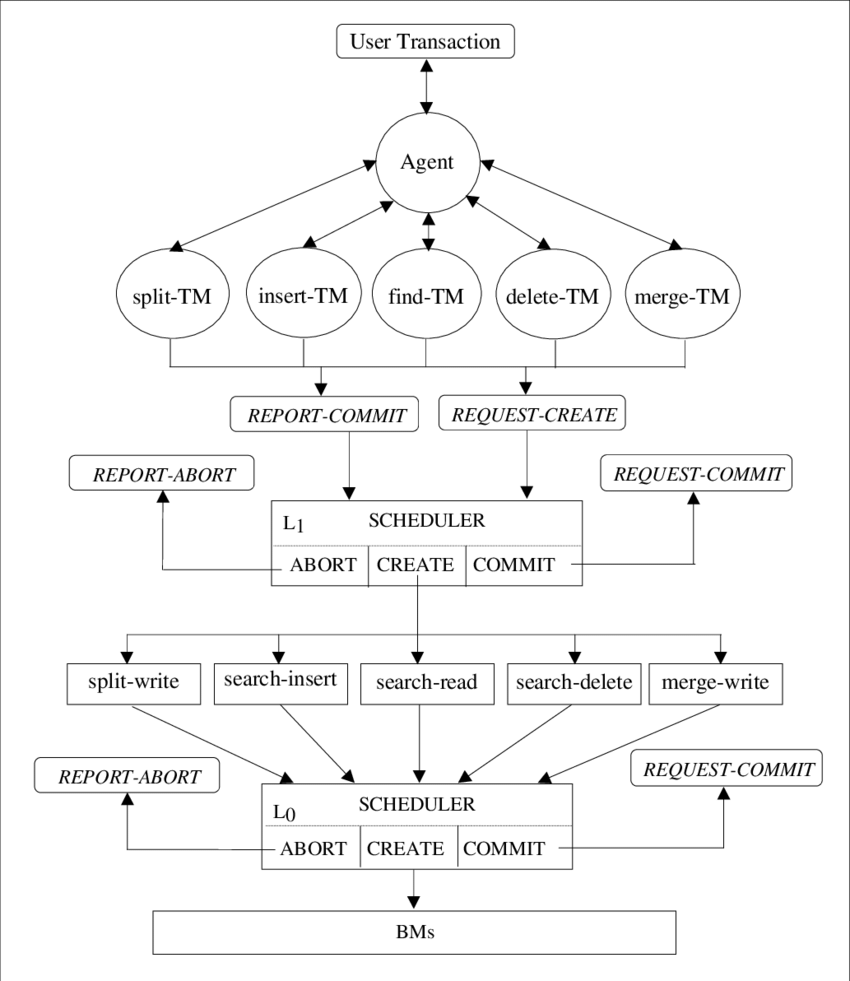 User Transaction
Agent
split-TM insert-TM find-TM delete-TM merge-TM
REPORT-COMMIT REQUEST-CREATE
REPORT-ABORT REQUEST-COMMIT
L1 SCHEDULER
ABORT CREATE COMMIT
split-write search-insert search-read search-delete merge-write
REPORT-ABORT REQUEST-COMMIT
L0 SCHEDULER
ABORT CREATE COMMIT
BMs